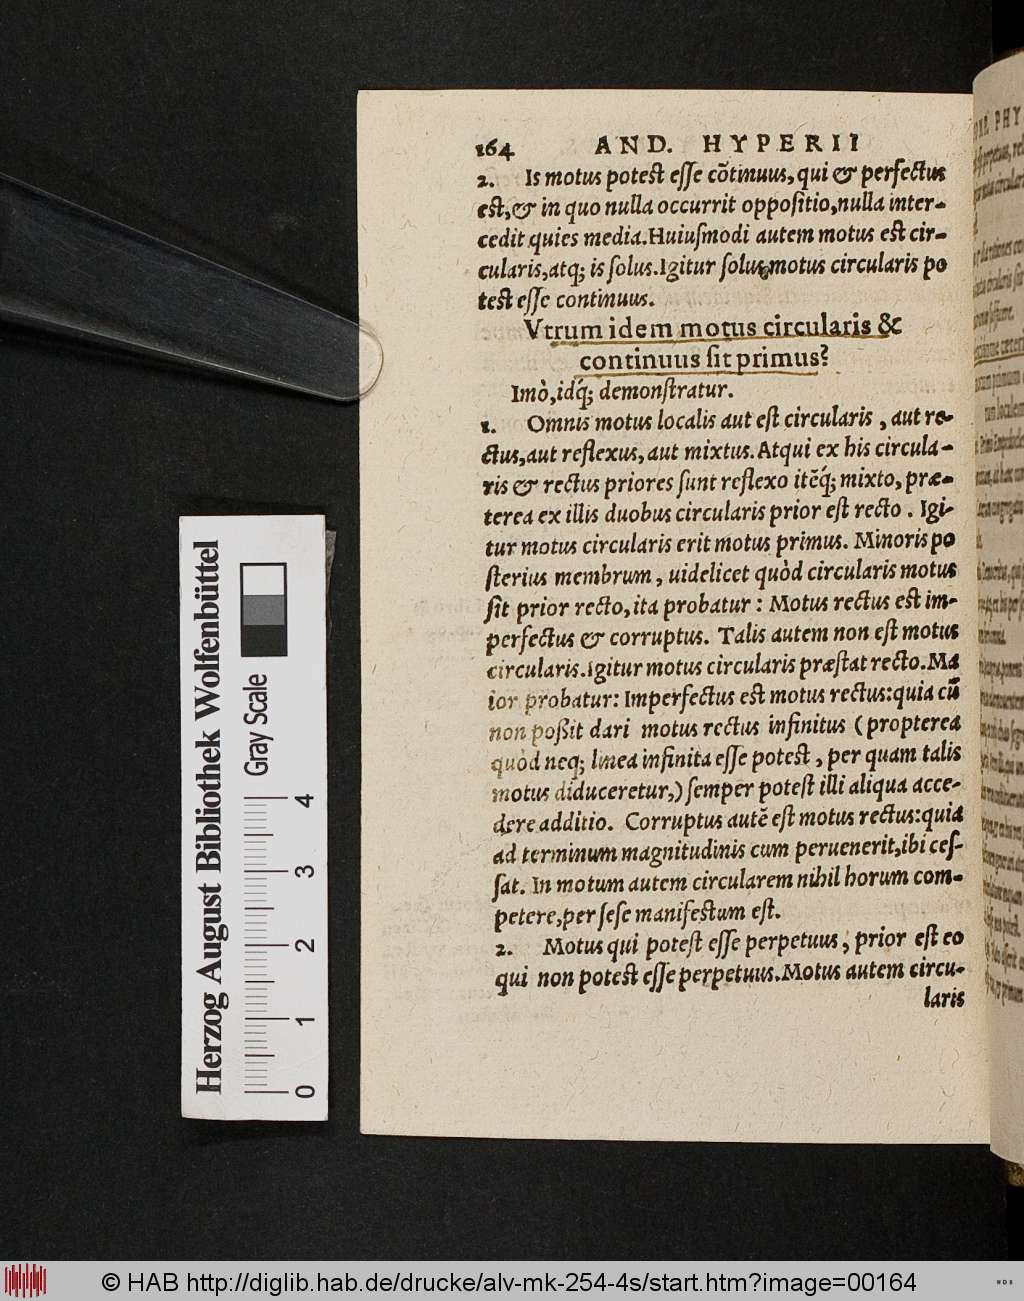 164 AND. HYPERII
2. Is motus potest esse cõtinuus, qui & perfectus
est, & in quo nulla occurrit oppositio, nulla inter-
cedit quies media. Huiusmodi autem motus est cir-
cularis, atq; is solus. Igitur solus motus circularis po
test esse continuus.
Vtrum idem motus circularis &
continuus sit primus?
Imò, idq́; demonstratur.
1. Omnis motus localis aut est circularis, aut re-
ctus, aut reflexus, aut mixtus. Atqui ex his circula-
ris & rectus priores sunt reflexo itẽq́; mixto, præ-
terea ex illis duobus circularis prior est recto. Igi-
tur motus circularis erit motus primus. Minoris po
sterius membrum, uidelicet quòd circularis motus
sit prior recto, ita probatur: Motus rectus est im-
perfectus & corruptus. Talis autem non est motus
circularis. Igitur motus circularis præstat recto. Ma
ior probatur: Imperfectus est motus rectus: quia cũ
non poßit dari motus rectus infinitus (propterea
quòd neq; linea infinita esse potest, per quam talis
motus diduceretur,) semper potest illi aliqua acce-
dere additio. Corruptus autẽ est motus rectus: quia
ad terminum magnitudinis cum peruenerit, ibi ces-
sat. In motum autem circularem nihil horum com-
petere, per sese manifestum est.
2. Motus qui potest esse perpetuus, prior est eo
qui non potest esse perpetuus. Motus autem circu-
laris
Herzog August Bibliothek Wolfenbüttel
Gray Scale
0 1 2 3 4
© HAB http://diglib.hab.de/drucke/alv-mk-254-4s/start.htm?image=00164